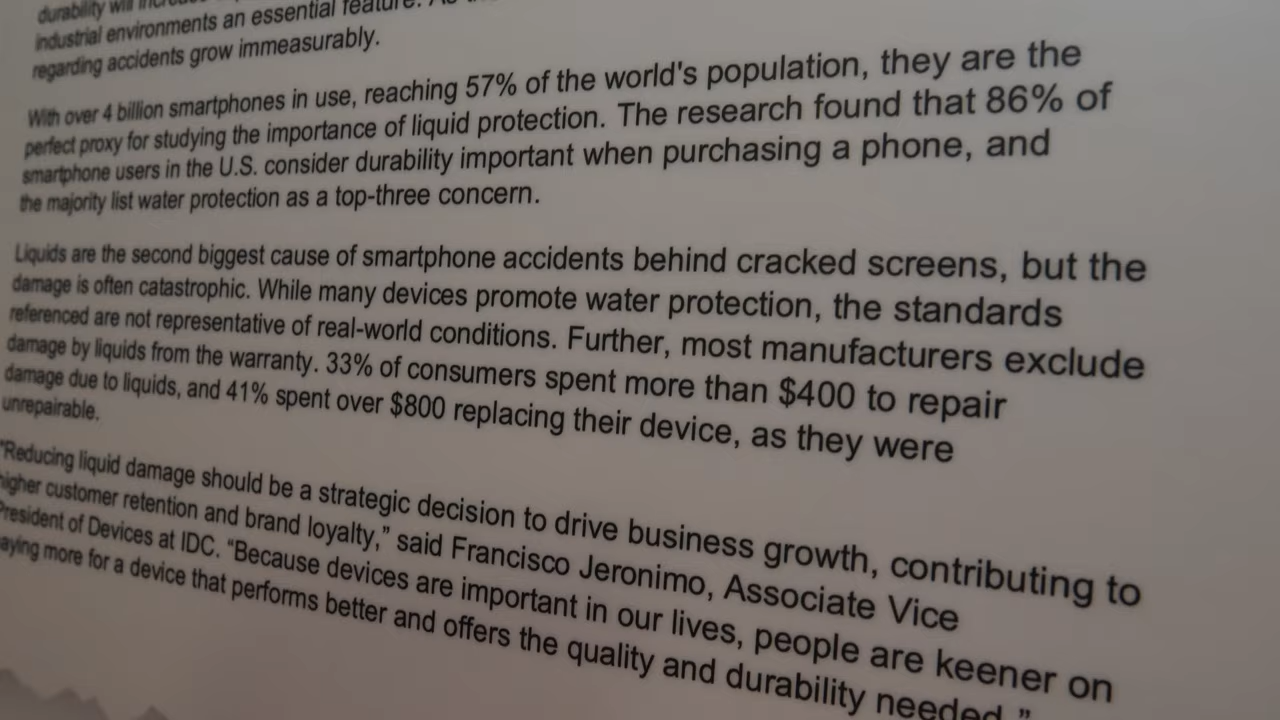 durability will
industrial environments an essential feature.
regarding accidents grow immeasurably.
With over 4 billion smartphones in use, reaching 57% of the world's population, they are the
perfect proxy for studying the importance of liquid protection. The research found that 86% of
smartphone users in the U.S. consider durability important when purchasing a phone, and
the majority list water protection as a top-three concern.
Liquids are the second biggest cause of smartphone accidents behind cracked screens, but the
damage is often catastrophic. While many devices promote water protection, the standards
referenced are not representative of real-world conditions. Further, most manufacturers exclude
damage by liquids from the warranty. 33% of consumers spent more than $400 to repair
damage due to liquids, and 41% spent over $800 replacing their device, as they were
unrepairable.
"Reducing liquid damage should be a strategic decision to drive business growth, contributing to
higher customer retention and brand loyalty,” said Francisco Jeronimo, Associate Vice
President of Devices at IDC. “Because devices are important in our lives, people are keener on
aying more for a device that performs better and offers the quality and durability needed.”